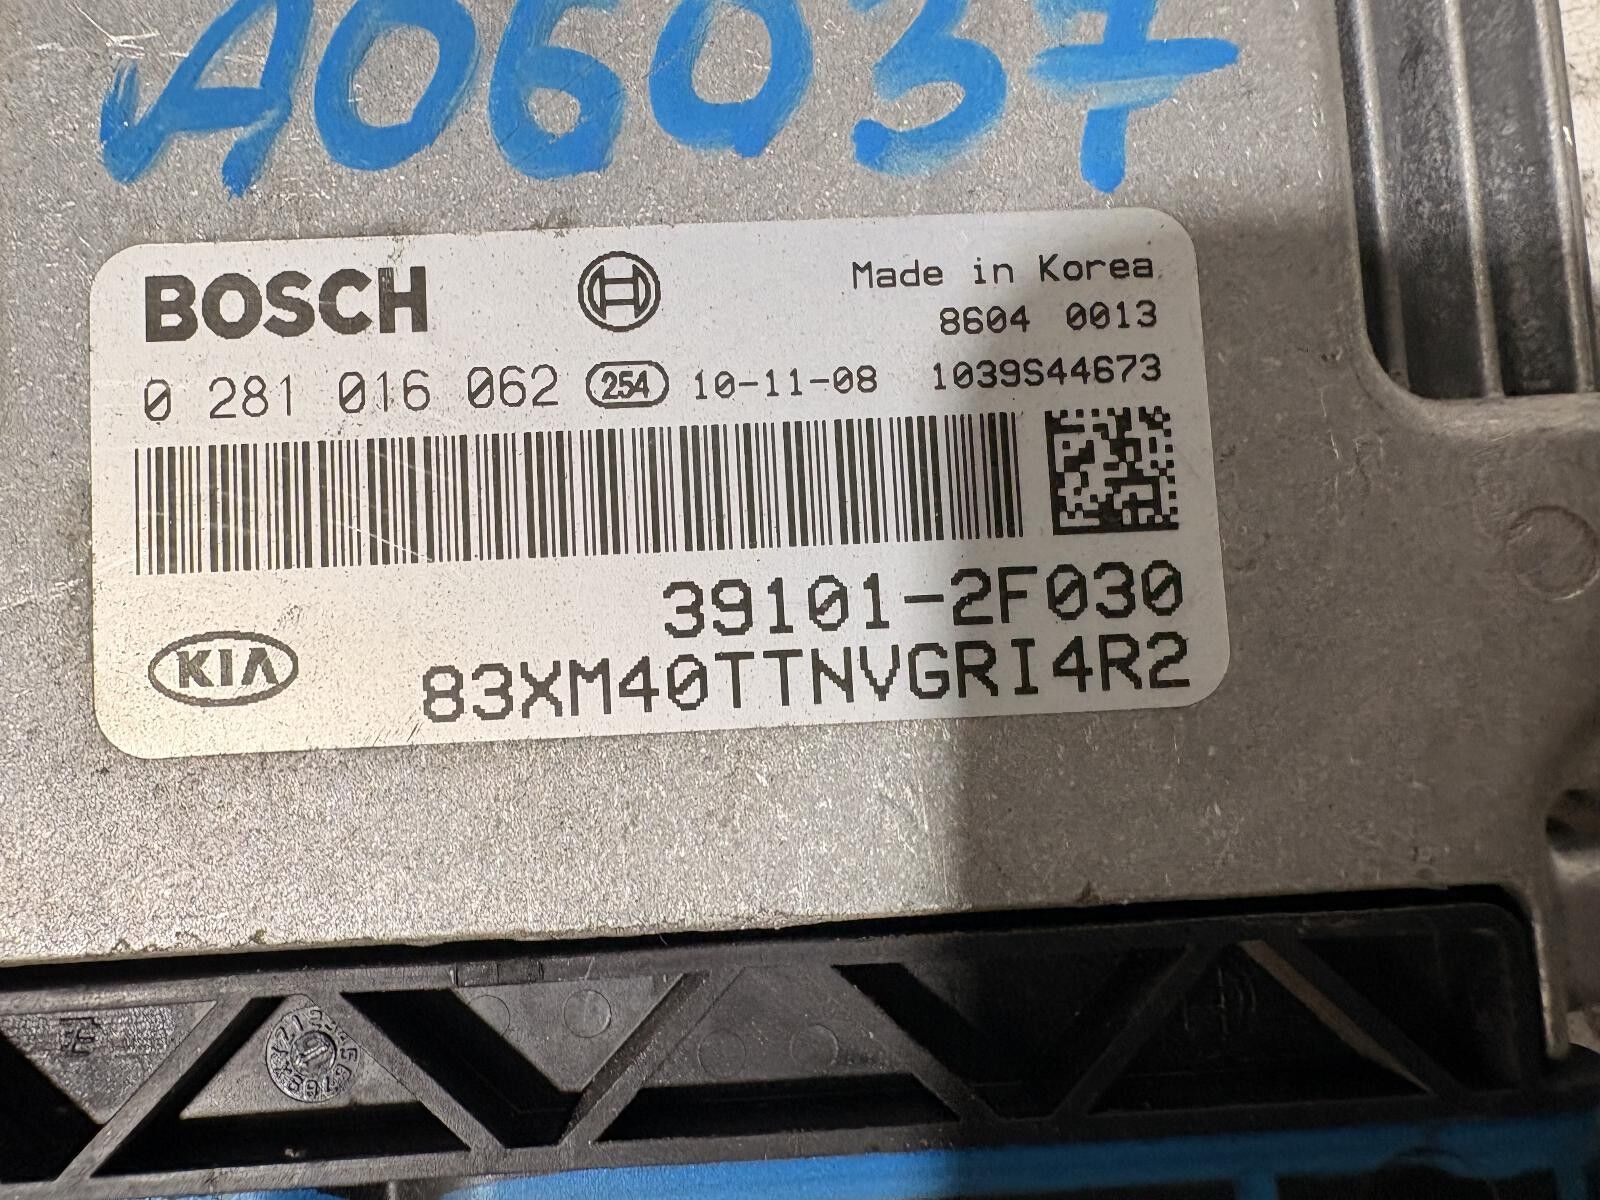 A06037
BOSCH
Made in Korea
8604 0013
0 281 016 062 254 10-11-08 1039S44673
39101-2F030
KIA
83XM40TTNVGRI4R2